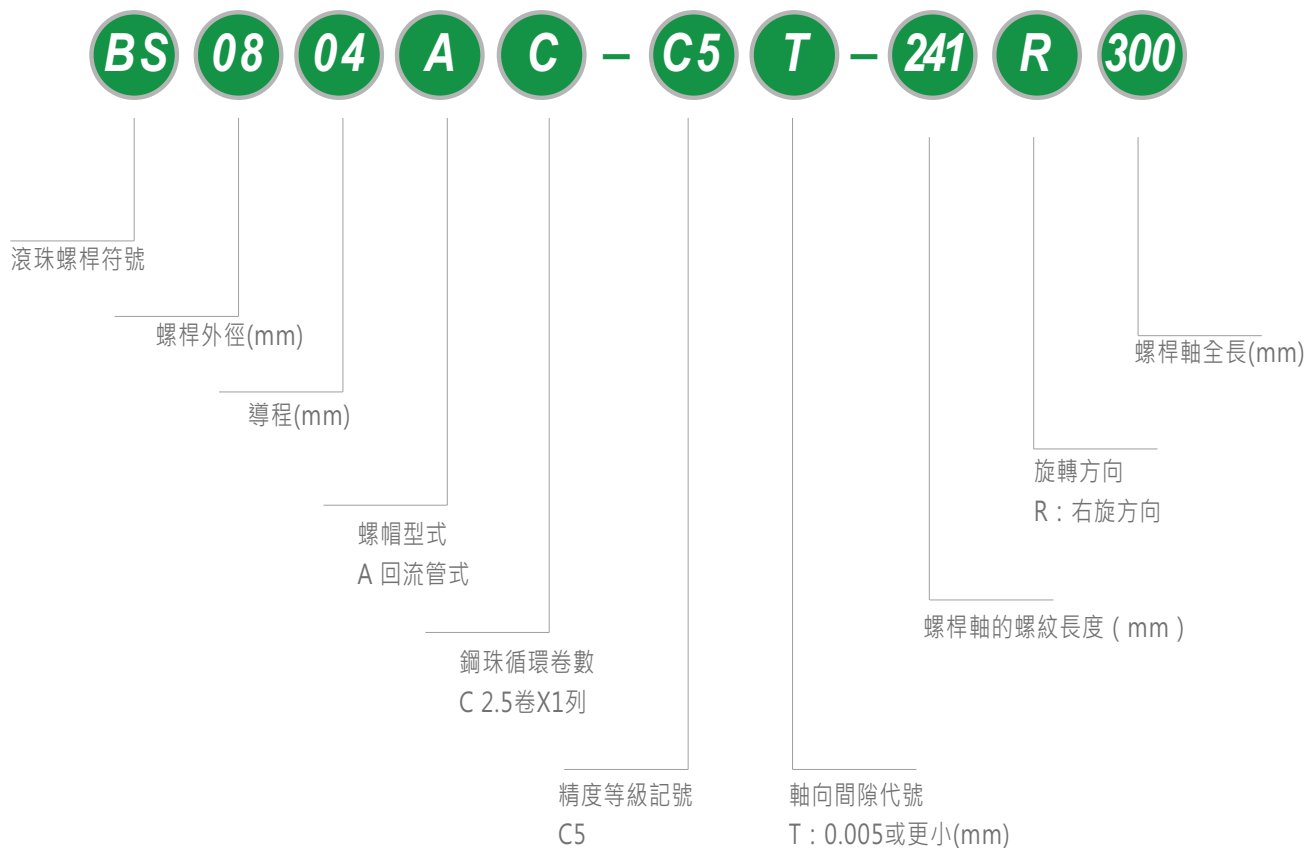 BS 08 04 A C – C5 T – 241 R 300
滾珠螺桿符號
螺桿外徑(mm)
螺桿軸全長(mm)
導程(mm)
旋轉方向
R：右旋方向
螺帽型式
A 回流管式
螺桿軸的螺紋長度 ( mm )
鋼珠循環卷數
C 2.5卷X1列
精度等級記號
C5
軸向間隙代號
T：0.005或更小(mm)